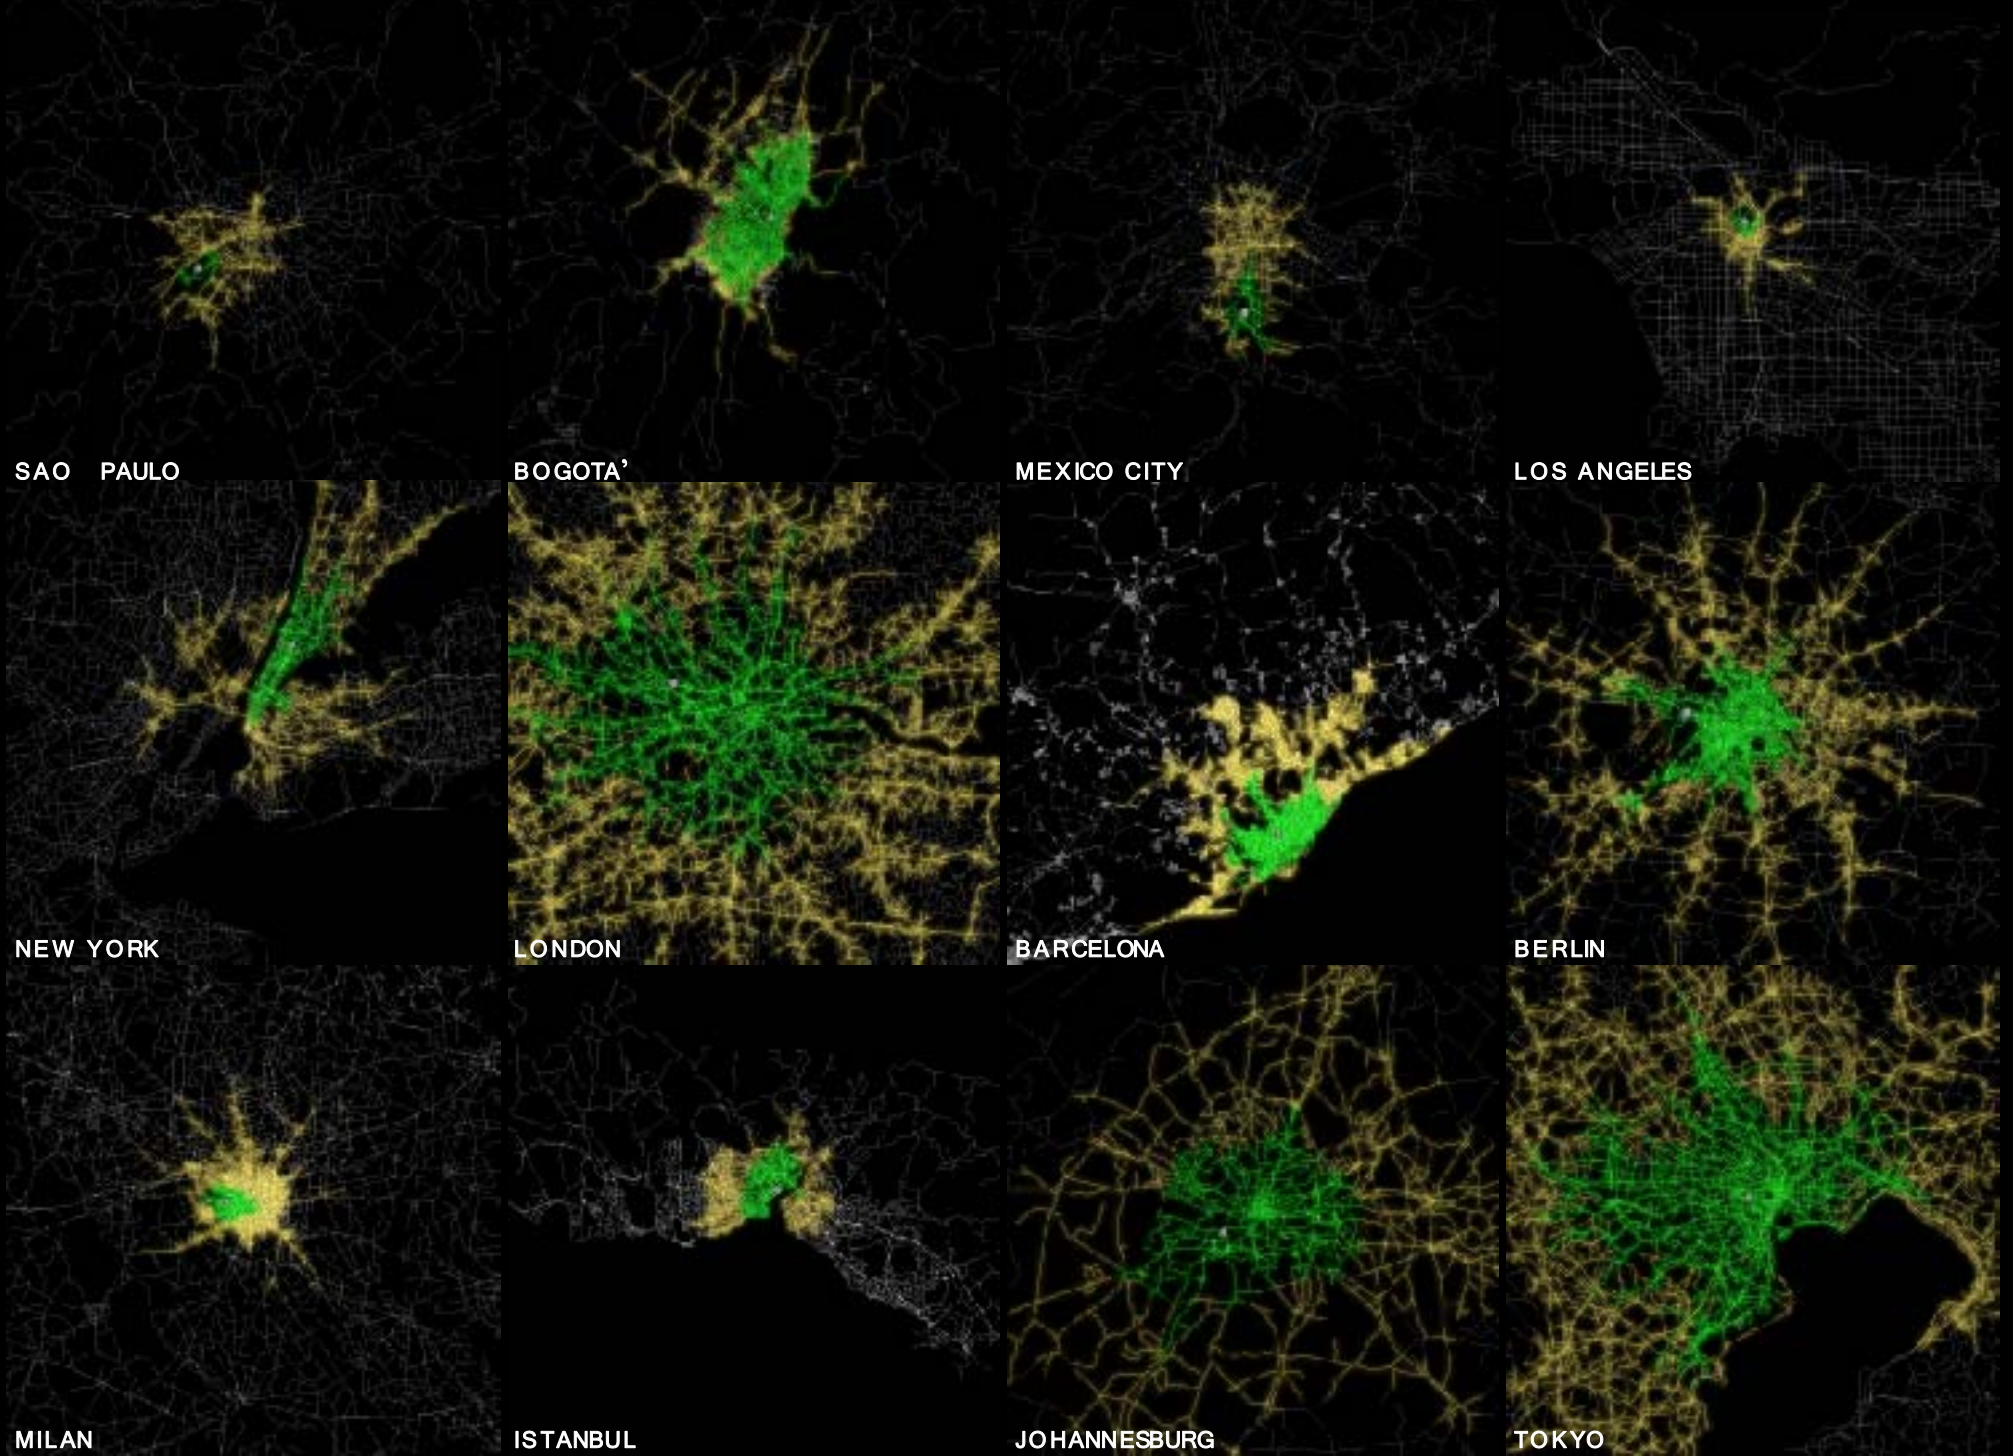 SAO PAULO
BOGOTA’
MEXICO CITY
LOS ANGELES
NEW YORK
LONDON
BARCELONA
BERLIN
MILAN
ISTANBUL
JOHANNESBURG
TOKYO